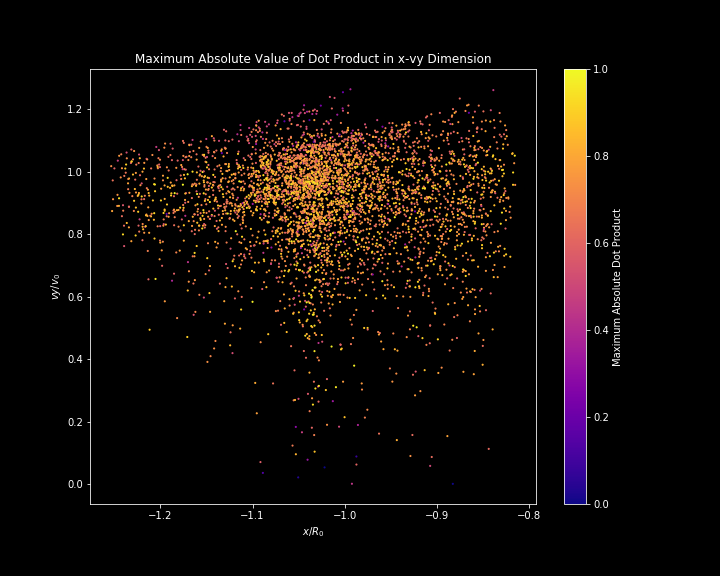 Maximum Absolute Value of Dot Product in x-vy Dimension
1.2
1.0
0.8
0.6
0.4
0.2
0.0
vy/v₀
−1.2 −1.1 −1.0 −0.9 −0.8
x/R₀
1.0
0.8
0.6
0.4
0.2
0.0
Maximum Absolute Dot Product